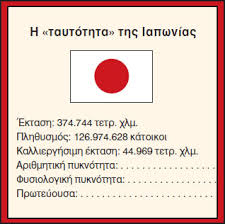 Η «ταυτότητα» της Ιαπωνίας
Έκταση: 374.744 τετρ. χλμ.
Πληθυσμός: 126.974.628 κάτοικοι
Καλλιεργήσιμη έκταση: 44.969 τετρ. χλμ.
Αριθμητική πυκνότητα: . . . . . . . . . . . . . . .
Φυσιολογική πυκνότητα: . . . . . . . . . . . . . .
Πρωτεύουσα: . . . . . . . . . . . . . . . . . . . . . . .